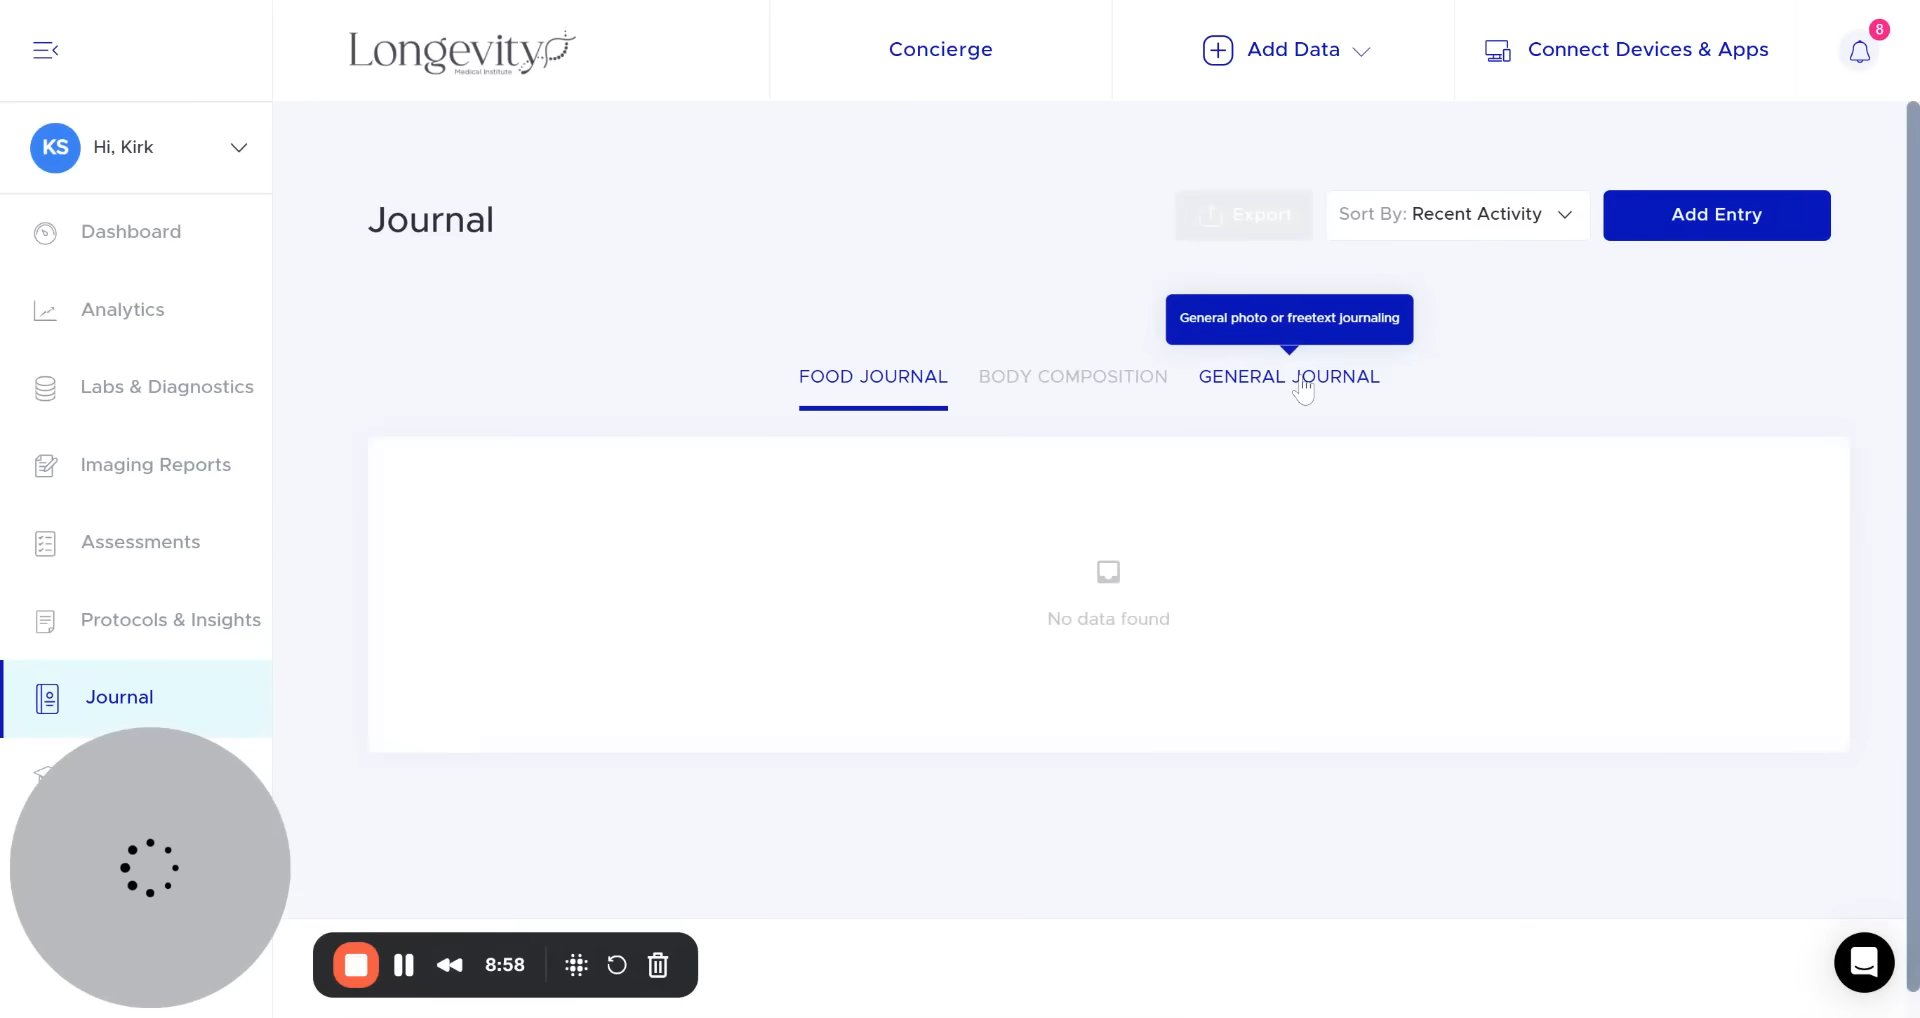 Longevity
Medical Institute
Concierge
Add Data
Connect Devices & Apps
8
KS
Hi, Kirk
Dashboard
Analytics
Labs & Diagnostics
Imaging Reports
Assessments
Protocols & Insights
Journal
Journal
Export
Sort By: Recent Activity
Add Entry
General photo or freetext journaling
FOOD JOURNAL
BODY COMPOSITION
GENERAL JOURNAL
No data found
8:58